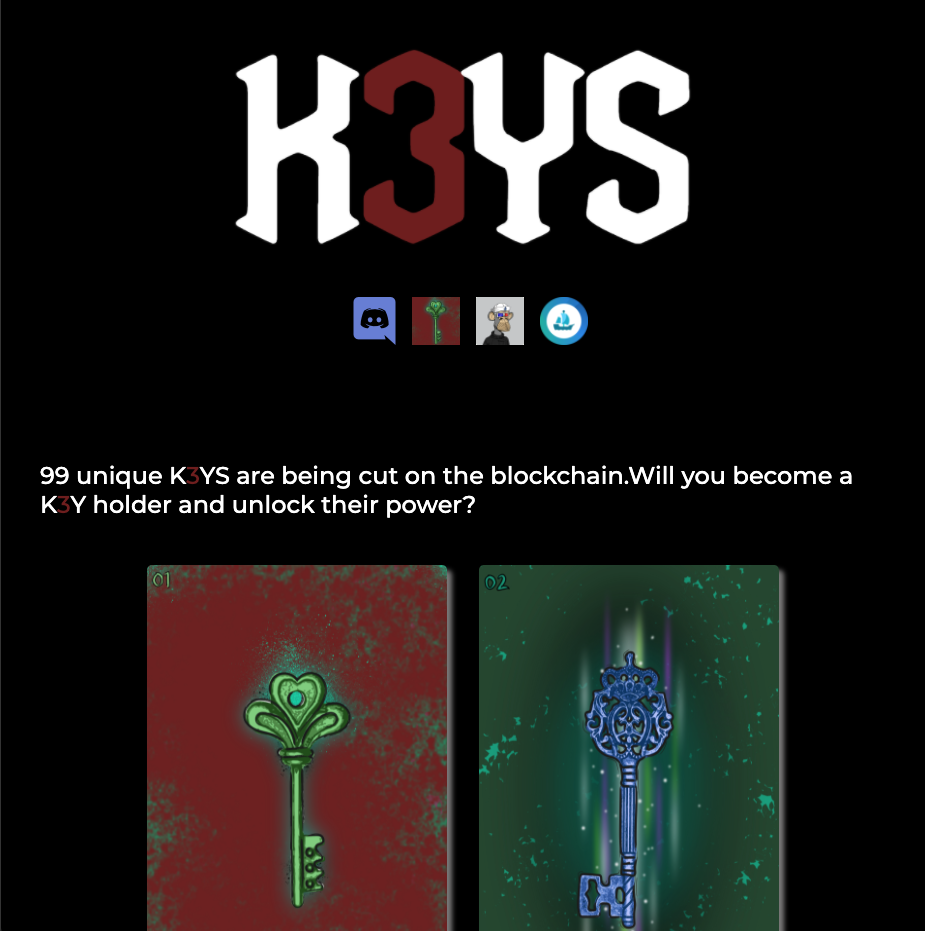 K3YS
99 unique K3YS are being cut on the blockchain.Will you become a
K3Y holder and unlock their power?
01
02